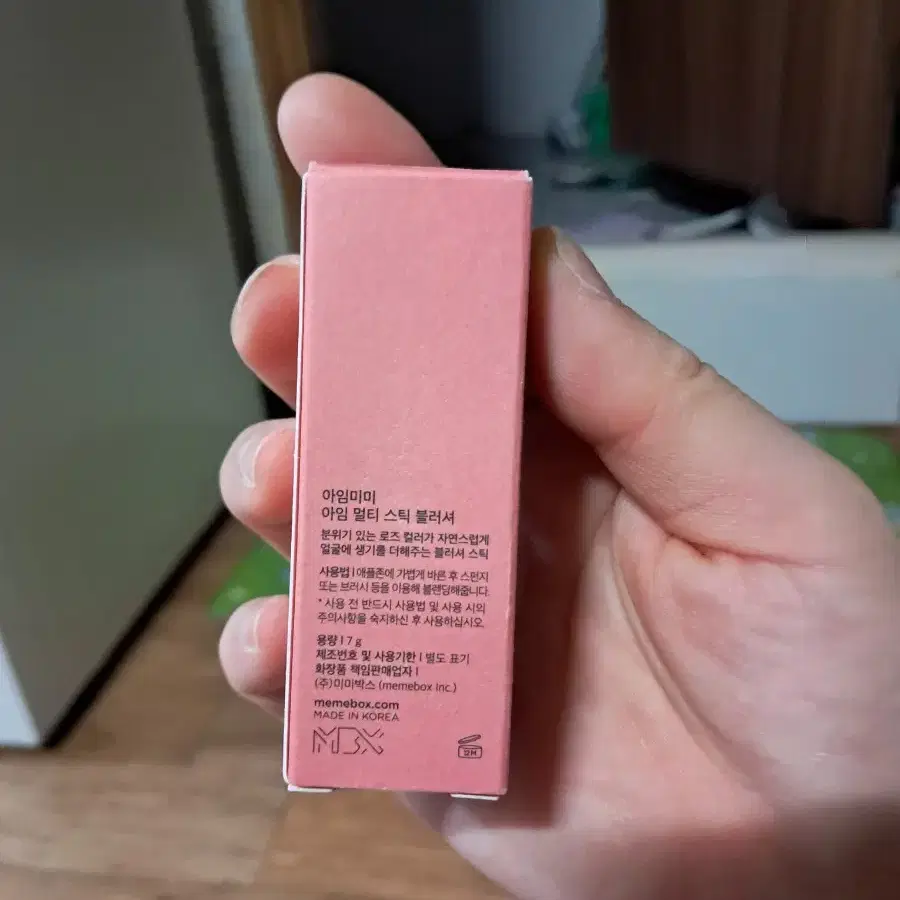 아임미미
아임 멀티 스틱 블러셔
분위기 있는 로즈 컬러가 자연스럽게
얼굴에 생기를 더해주는 블러셔 스틱
사용법 | 애플존에 가볍게 바른 후 스펀지
또는 브러시 등을 이용해 블렌딩해줍니다.
* 사용 전 반드시 사용법 및 사용 시의
주의사항을 숙지하신 후 사용하십시오.
용량 | 7 g
제조번호 및 사용기한 | 별도 표기
화장품 책임판매업자 |
(주)미미박스 (memebox Inc.)
memebox.com
MADE IN KOREA
MBX
12M